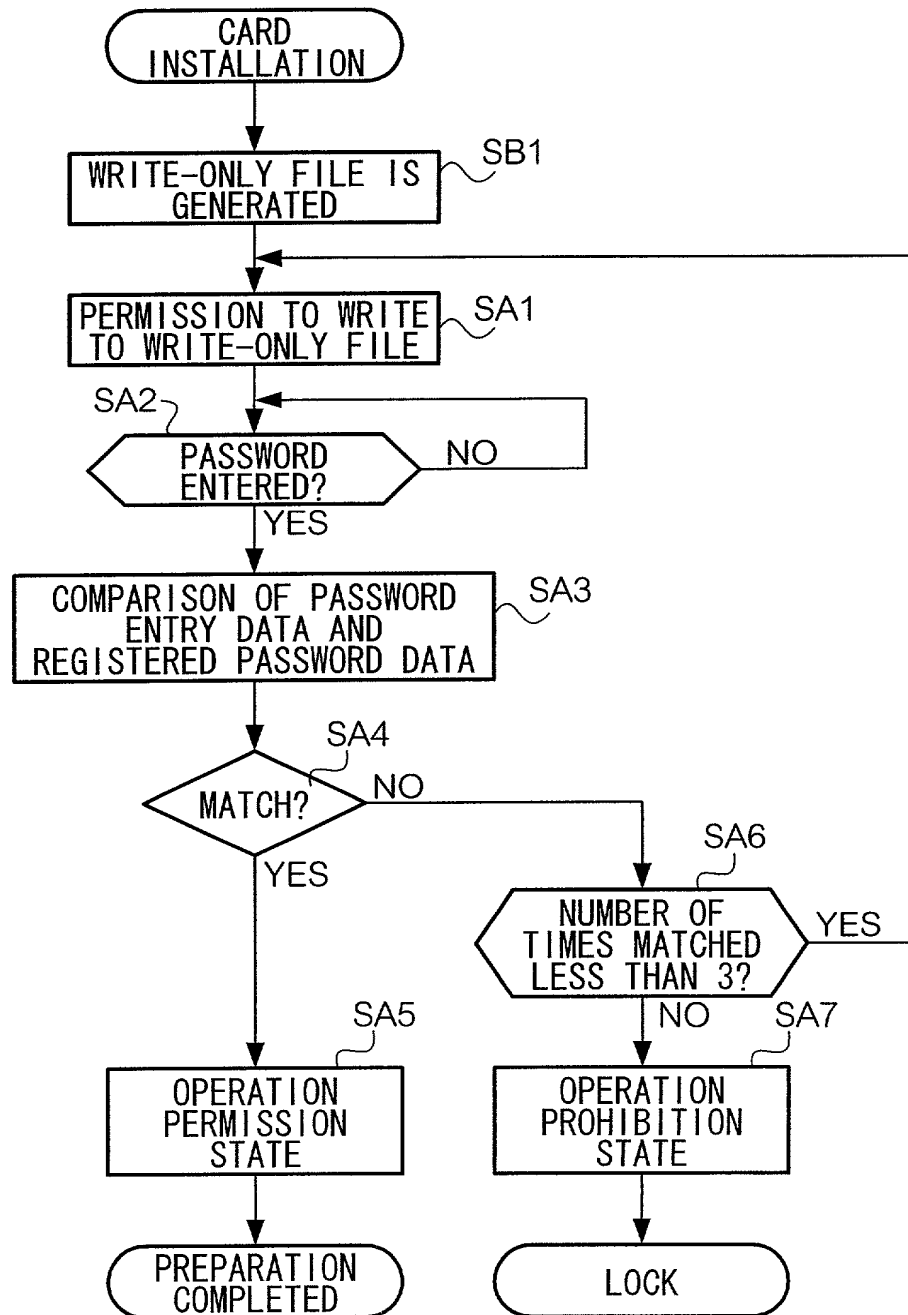 CARD
INSTALLATION
SB1
WRITE-ONLY FILE IS
GENERATED
SA1
PERMISSION TO WRITE
TO WRITE-ONLY FILE
SA2
PASSWORD
ENTERED?
NO
YES
COMPARISON OF PASSWORD
ENTRY DATA AND
REGISTERED PASSWORD DATA
SA3
SA4
MATCH?
NO
YES
SA6
NUMBER OF
TIMES MATCHED
LESS THAN 3?
YES
NO
SA5
OPERATION
PERMISSION
STATE
SA7
OPERATION
PROHIBITION
STATE
PREPARATION
COMPLETED
LOCK